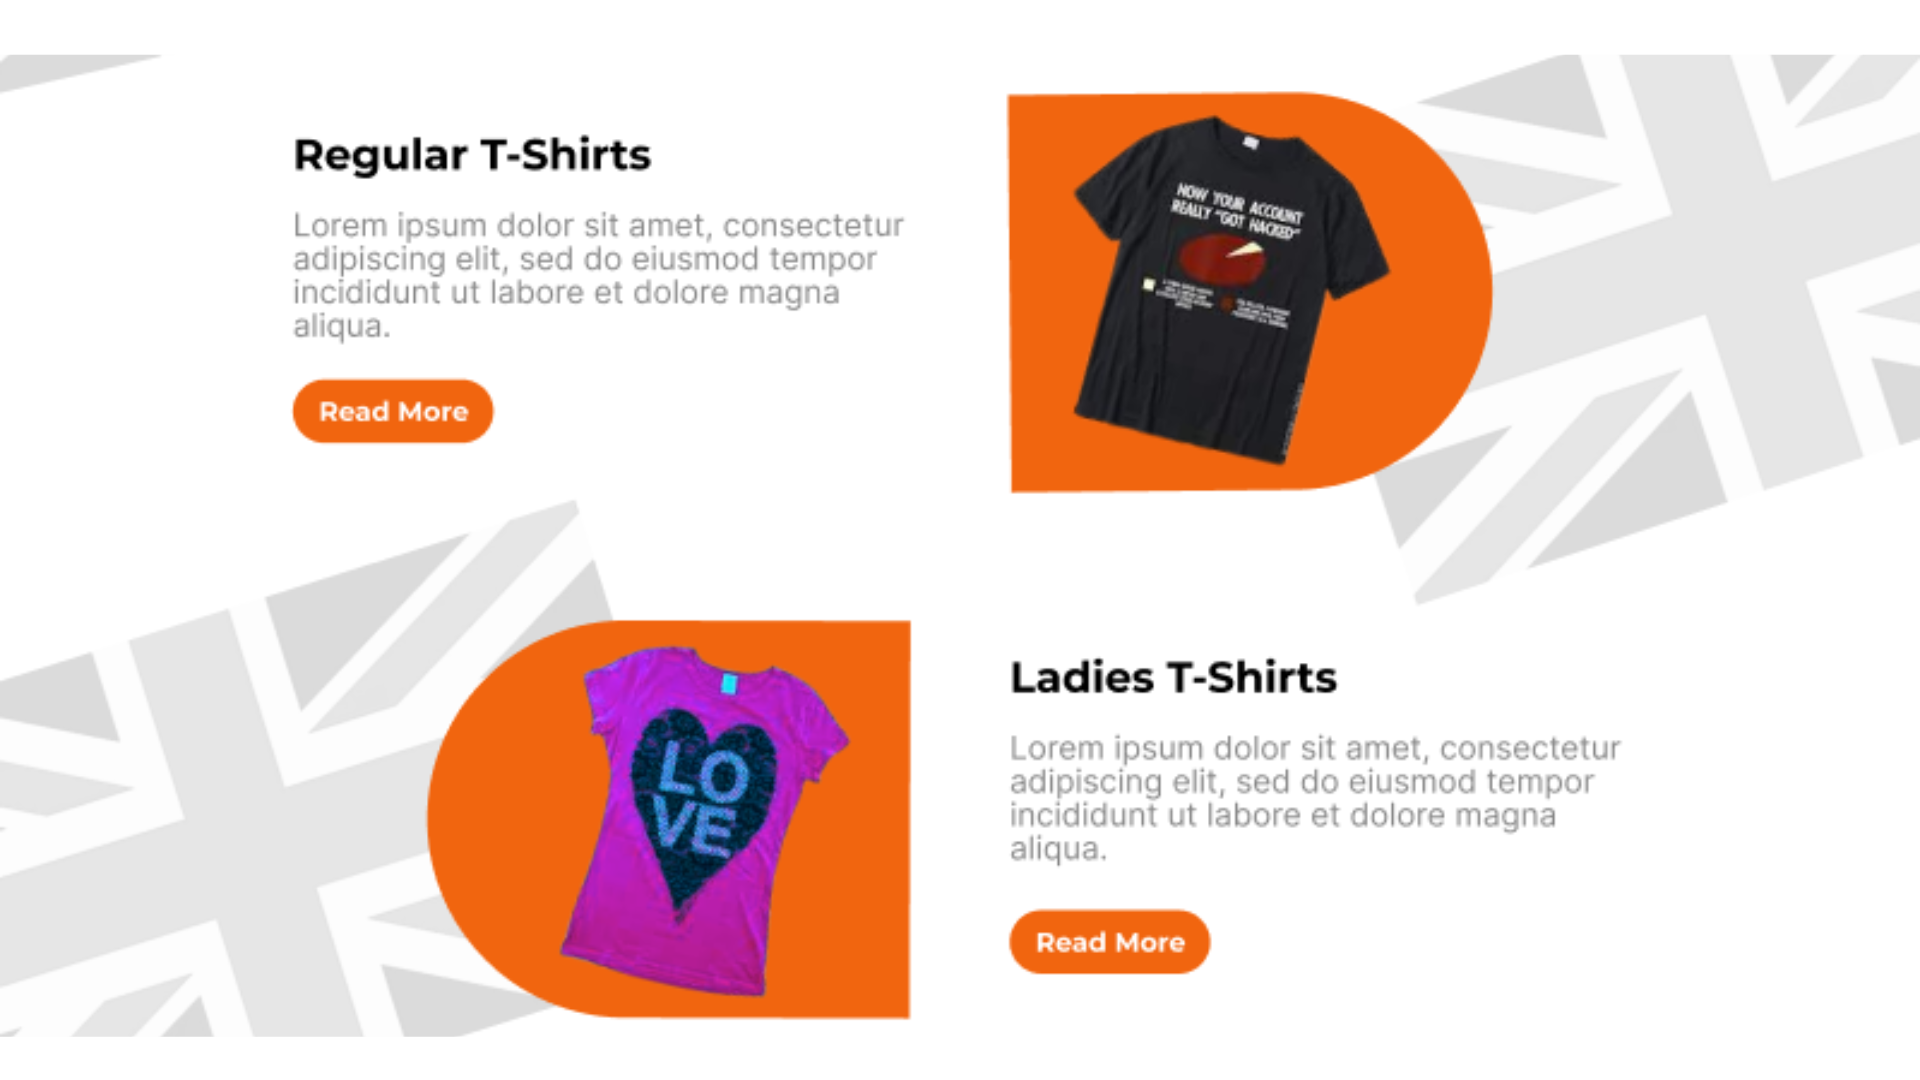 Regular T-Shirts
Lorem ipsum dolor sit amet, consectetur
adipiscing elit, sed do eiusmod tempor
incididunt ut labore et dolore magna
aliqua.
Read More
HOW YOUR ACCOUNT
REALLY "GOT HACKED"
LO
VE
Ladies T-Shirts
Lorem ipsum dolor sit amet, consectetur
adipiscing elit, sed do eiusmod tempor
incididunt ut labore et dolore magna
aliqua.
Read More